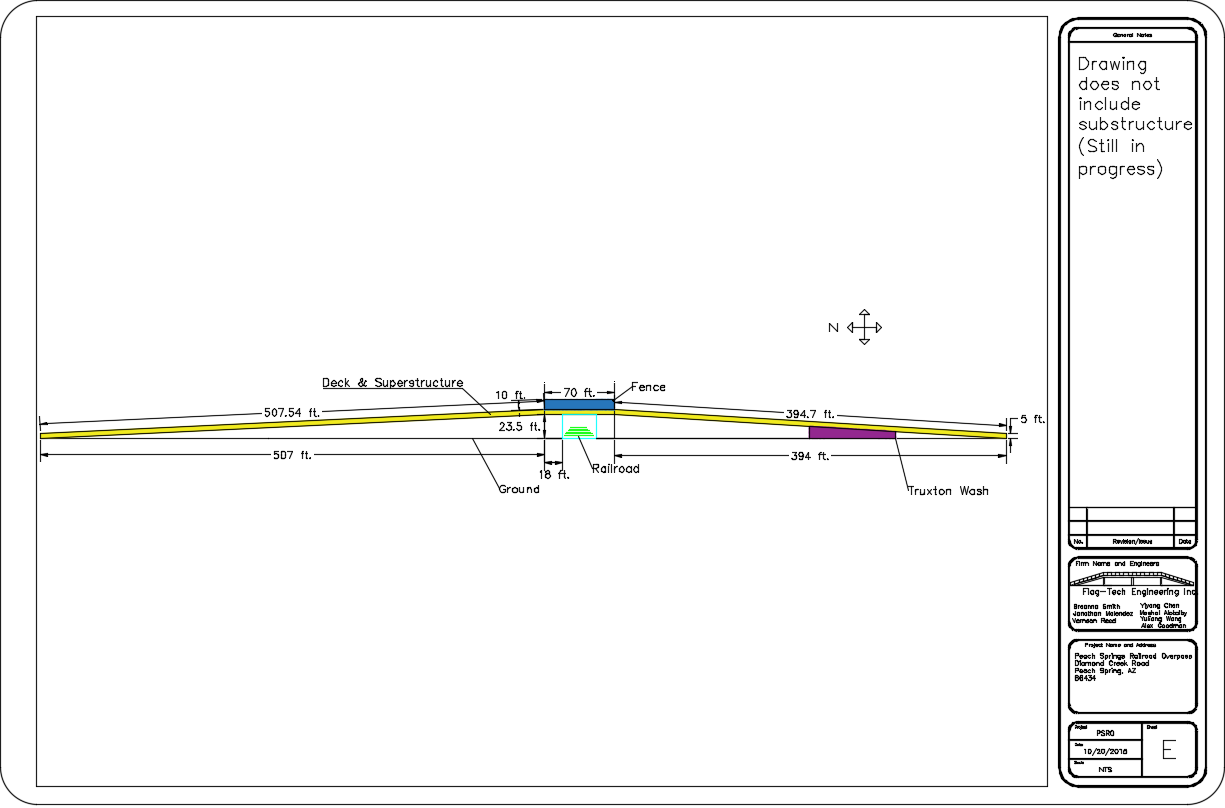 N
Deck & Superstructure
10 ft.
70 ft.
Fence
507.54 ft.
394.7 ft.
5 ft.
23.5 ft.
507 ft.
18 ft.
Railroad
394 ft.
Ground
Truxton Wash
General Notes
Drawing
does not
include
substructure
(Still in
progress)
No.
Revision/Issue
Date
Firm Name and Engineers
Flag-Tech Engineering Inc
Breanna Smith
Jonathan Melendez
Vernson Reed
Yiyang Chen
Yuliang Wang
Alex Goodman
Project Name and Address
Peach Springs Railroad Overpass
Diamond Creek Road
Peach Spring, AZ
86434
Project
PSRO
Date
10/20/2016
Scale
NTS
Sheet
E